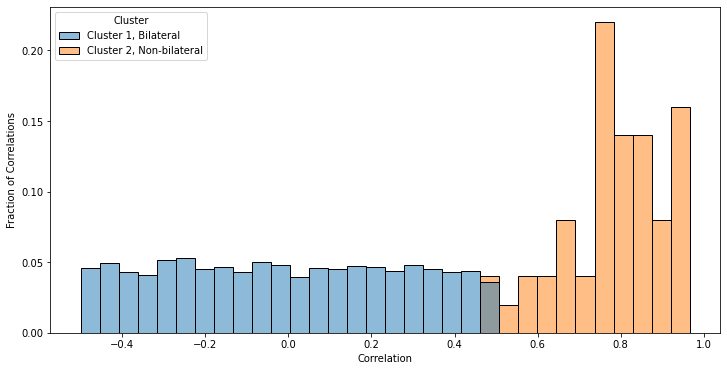 Cluster
Cluster 1, Bilateral
Cluster 2, Non-bilateral
Fraction of Correlations
0.20
0.15
0.10
0.05
0.00
−0.4 −0.2 0.0 0.2 0.4 0.6 0.8 1.0
Correlation